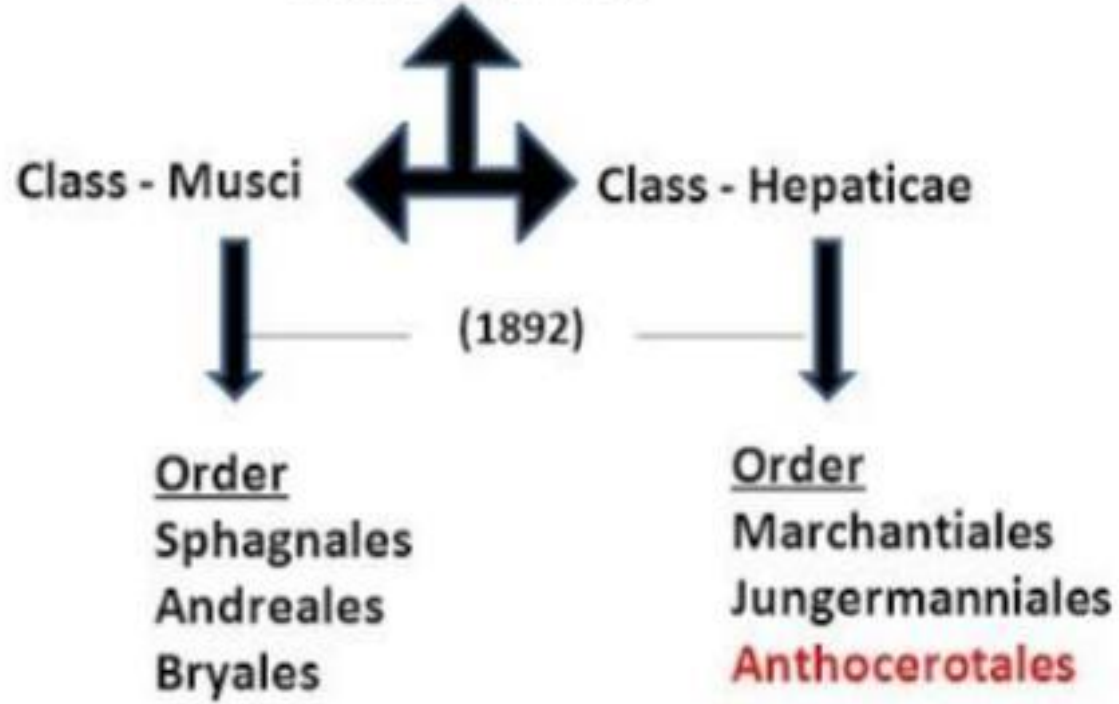 Class - Musci
Class - Hepaticae
(1892)
Order
Sphagnales
Andreales
Bryales
Order
Marchantiales
Jungermanniales
Anthocerotales